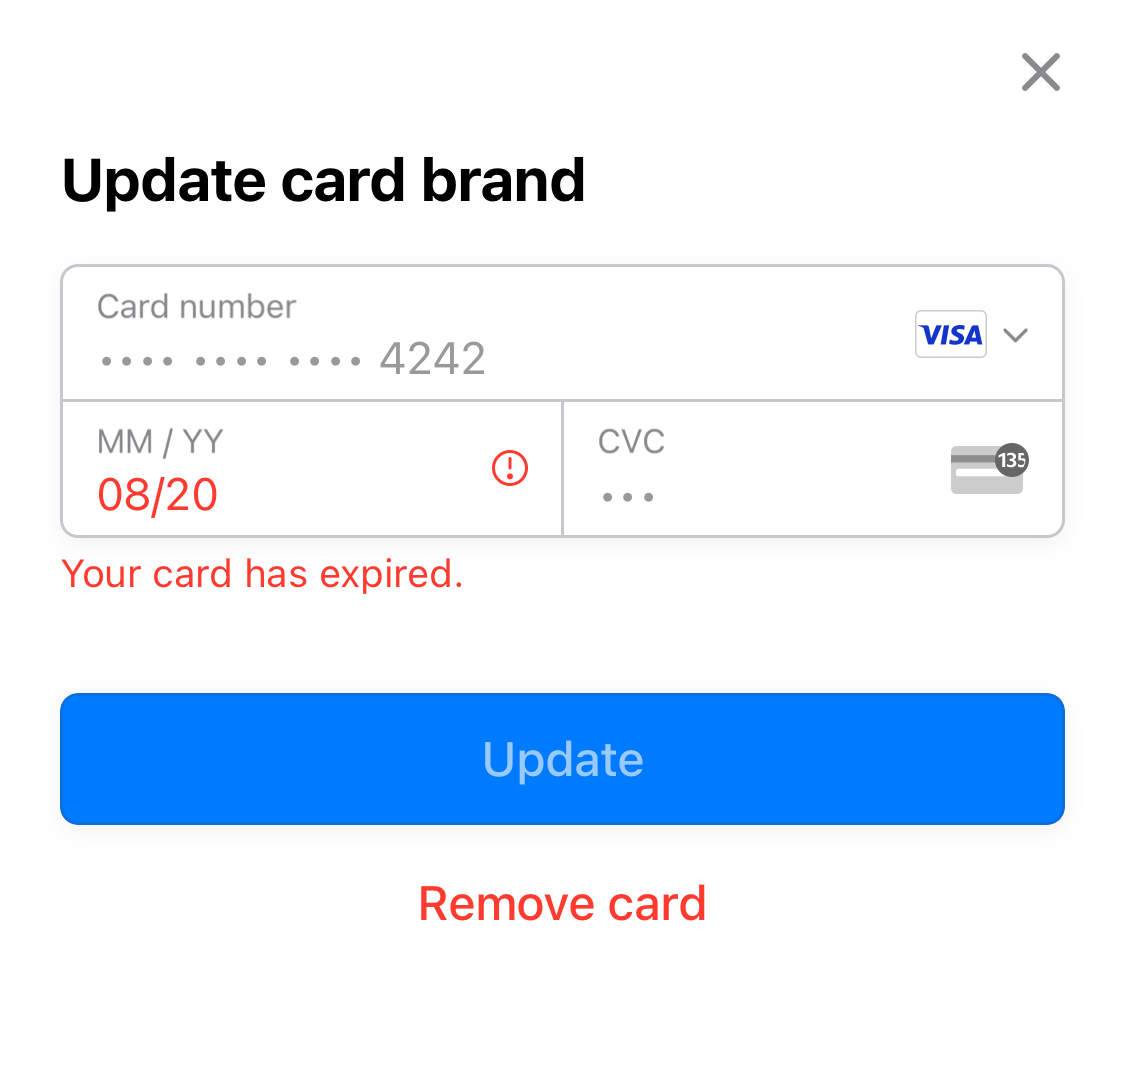 Update card brand
Card number
•••• •••• •••• 4242
VISA
MM / YY
08/20
CVC
•••
135
Your card has expired.
Update
Remove card